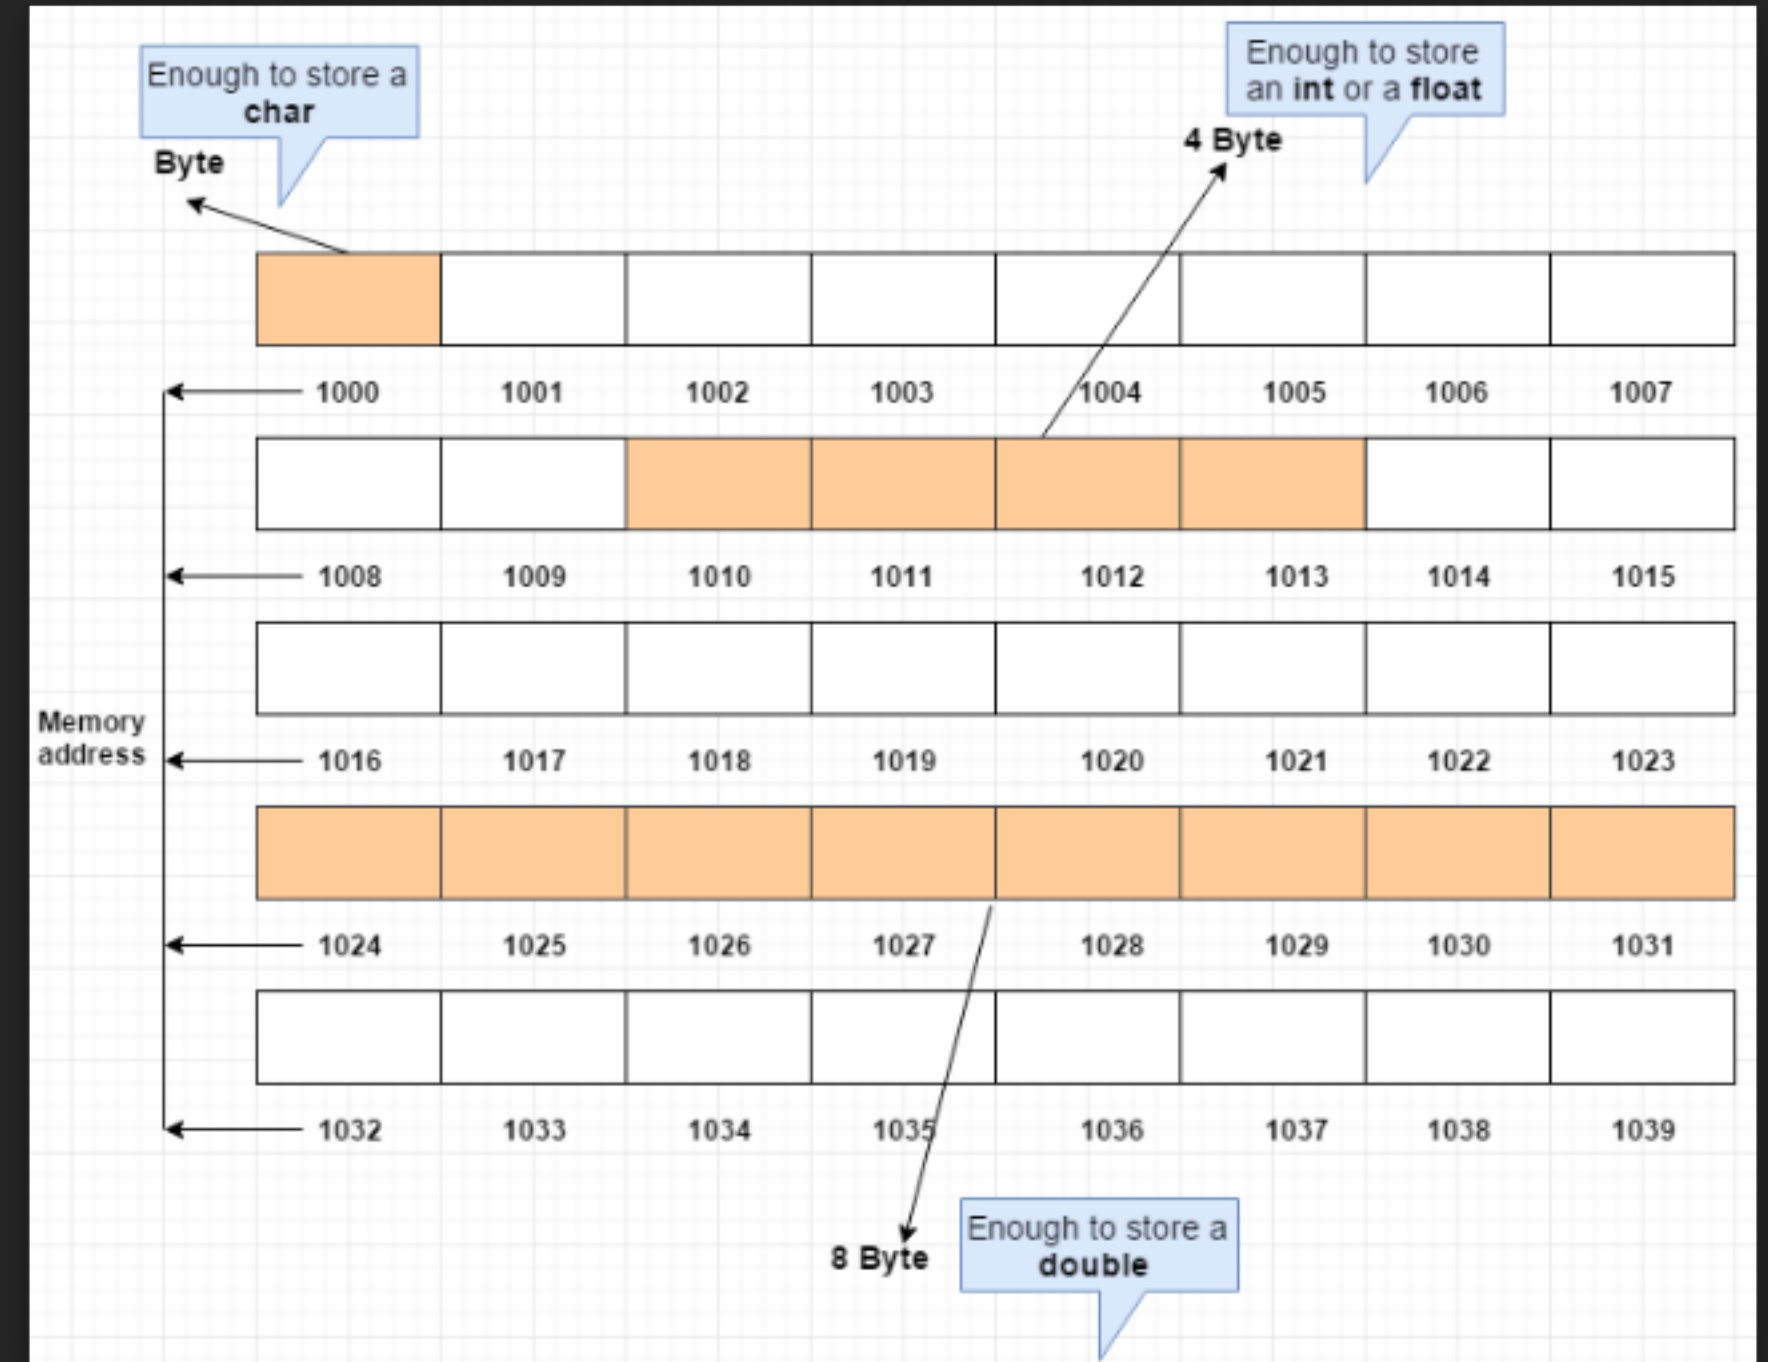 Enough to store a
char
Enough to store
an int or a float
Byte
4 Byte
1000 1001 1002 1003 1004 1005 1006 1007
1008 1009 1010 1011 1012 1013 1014 1015
Memory
address
1016 1017 1018 1019 1020 1021 1022 1023
1024 1025 1026 1027 1028 1029 1030 1031
1032 1033 1034 1035 1036 1037 1038 1039
8 Byte
Enough to store a
double